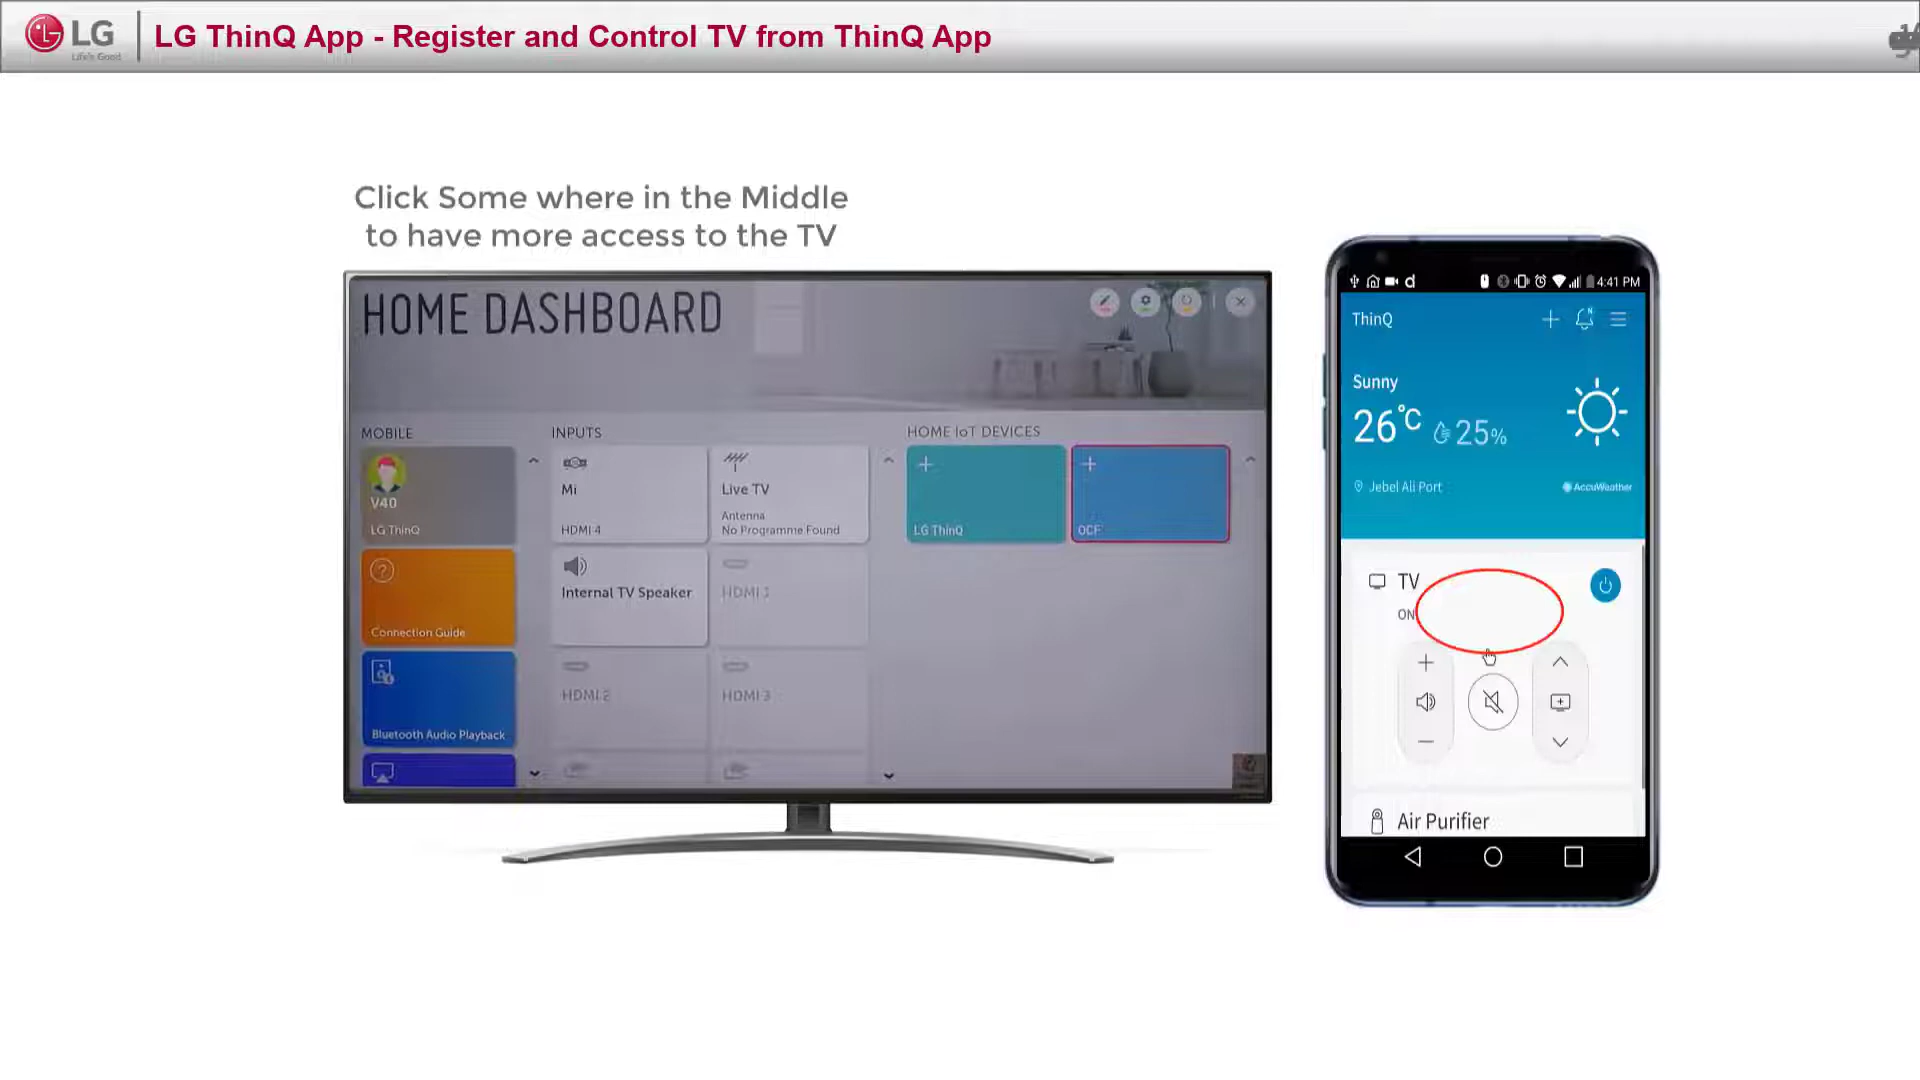 LG
Life's Good
LG ThinQ App - Register and Control TV from ThinQ App
Click Some where in the Middle
to have more access to the TV
HOME DASHBOARD
MOBILE
INPUTS
HOME IoT DEVICES
V40
LG ThinQ
Mi
HDMI 4
Live TV
Antenna
No Programme Found
LG ThinQ
OCF
Connection Guide
Internal TV Speaker
HDMI 1
Bluetooth Audio Playback
HDMI 2
HDMI 3
4:41 PM
ThinQ
Sunny
26°C 25%
Jebel Ali Port
AccuWeather
TV
ON
Air Purifier